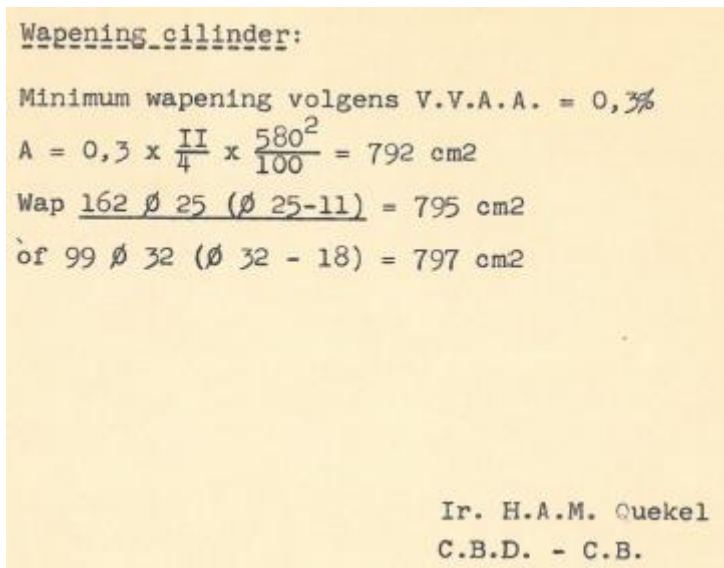 Wapening cilinder:
Minimum wapening volgens V.V.A.A. = 0,3%
A = 0,3 x II/4 x 580²/100 = 792 cm2
Wap 162 Ø 25 (Ø 25-11) = 795 cm2
of 99 Ø 32 (Ø 32 - 18) = 797 cm2
Ir. H.A.M. Quekel
C.B.D. - C.B.